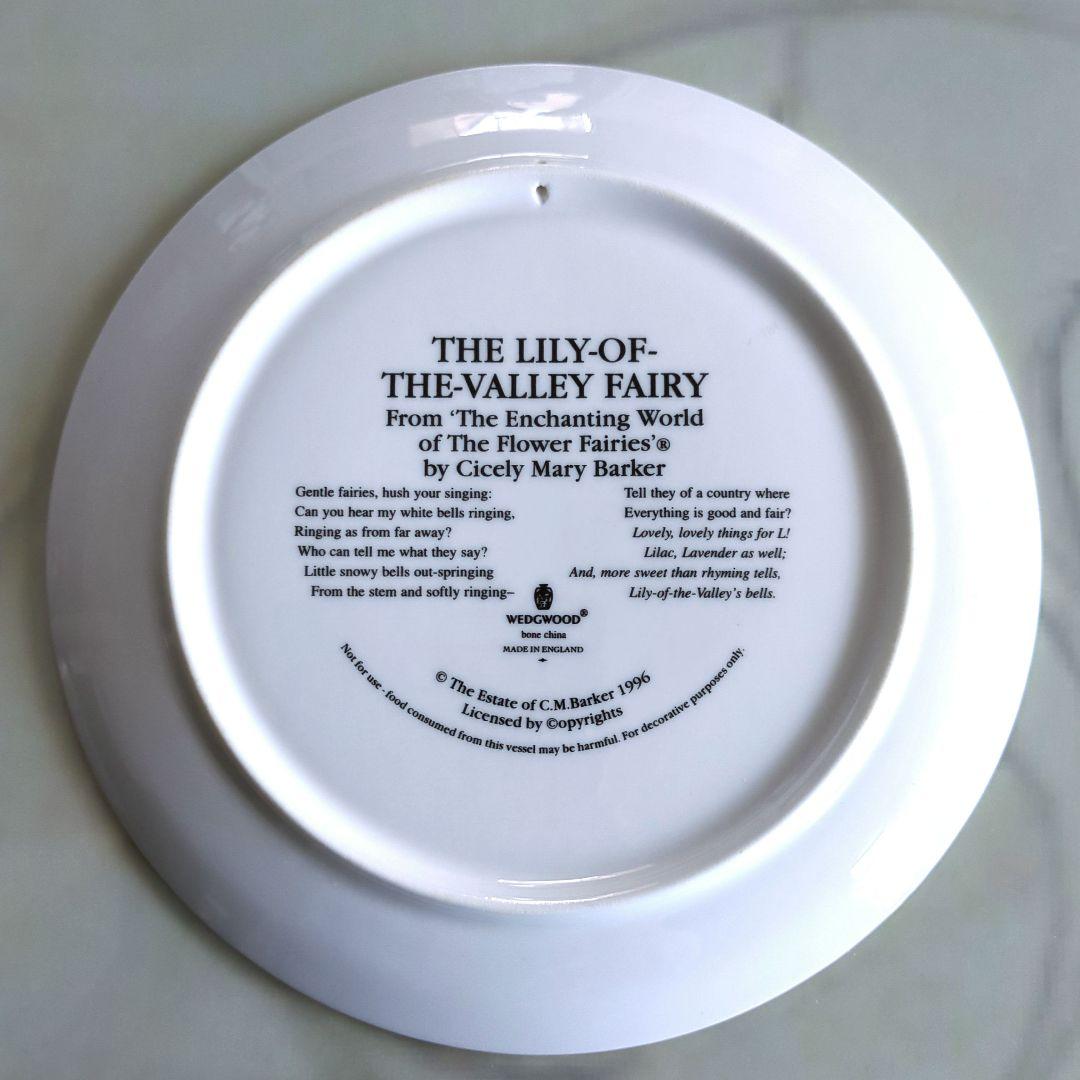 THE LILY-OF-
THE-VALLEY FAIRY
From ‘The Enchanting World
of The Flower Fairies’®
by Cicely Mary Barker
Gentle fairies, hush your singing:
Can you hear my white bells ringing,
Ringing as from far away?
Who can tell me what they say?
Little snowy bells out-springing
From the stem and softly ringing–
Tell they of a country where
Everything is good and fair?
Lovely, lovely things for L!
Lilac, Lavender as well;
And, more sweet than rhyming tells,
Lily-of-the-Valley’s bells.
WEDGWOOD®
bone china
MADE IN ENGLAND
© The Estate of C.M.Barker 1996
Licensed by ©opyrights
Not for use - food consumed from this vessel may be harmful. For decorative purposes only.